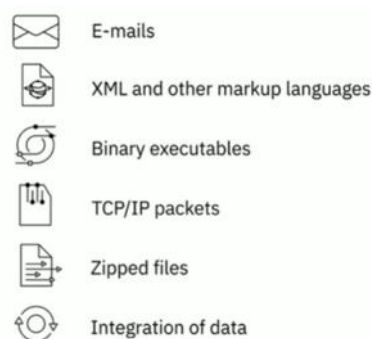 E-mails
XML and other markup languages
Binary executables
TCP/IP packets
Zipped files
Integration of data